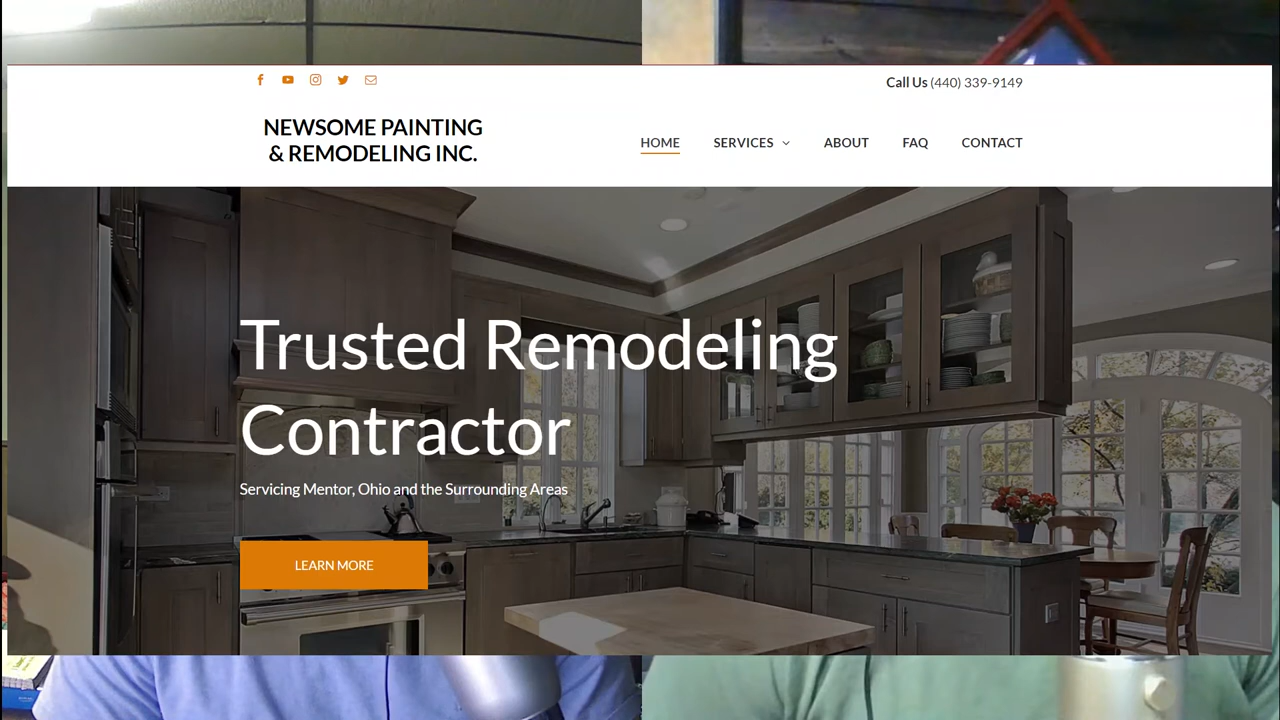 Call Us (440) 339-9149
NEWSOME PAINTING
& REMODELING INC.
HOME SERVICES ABOUT FAQ CONTACT
Trusted Remodeling
Contractor
Servicing Mentor, Ohio and the Surrounding Areas
LEARN MORE